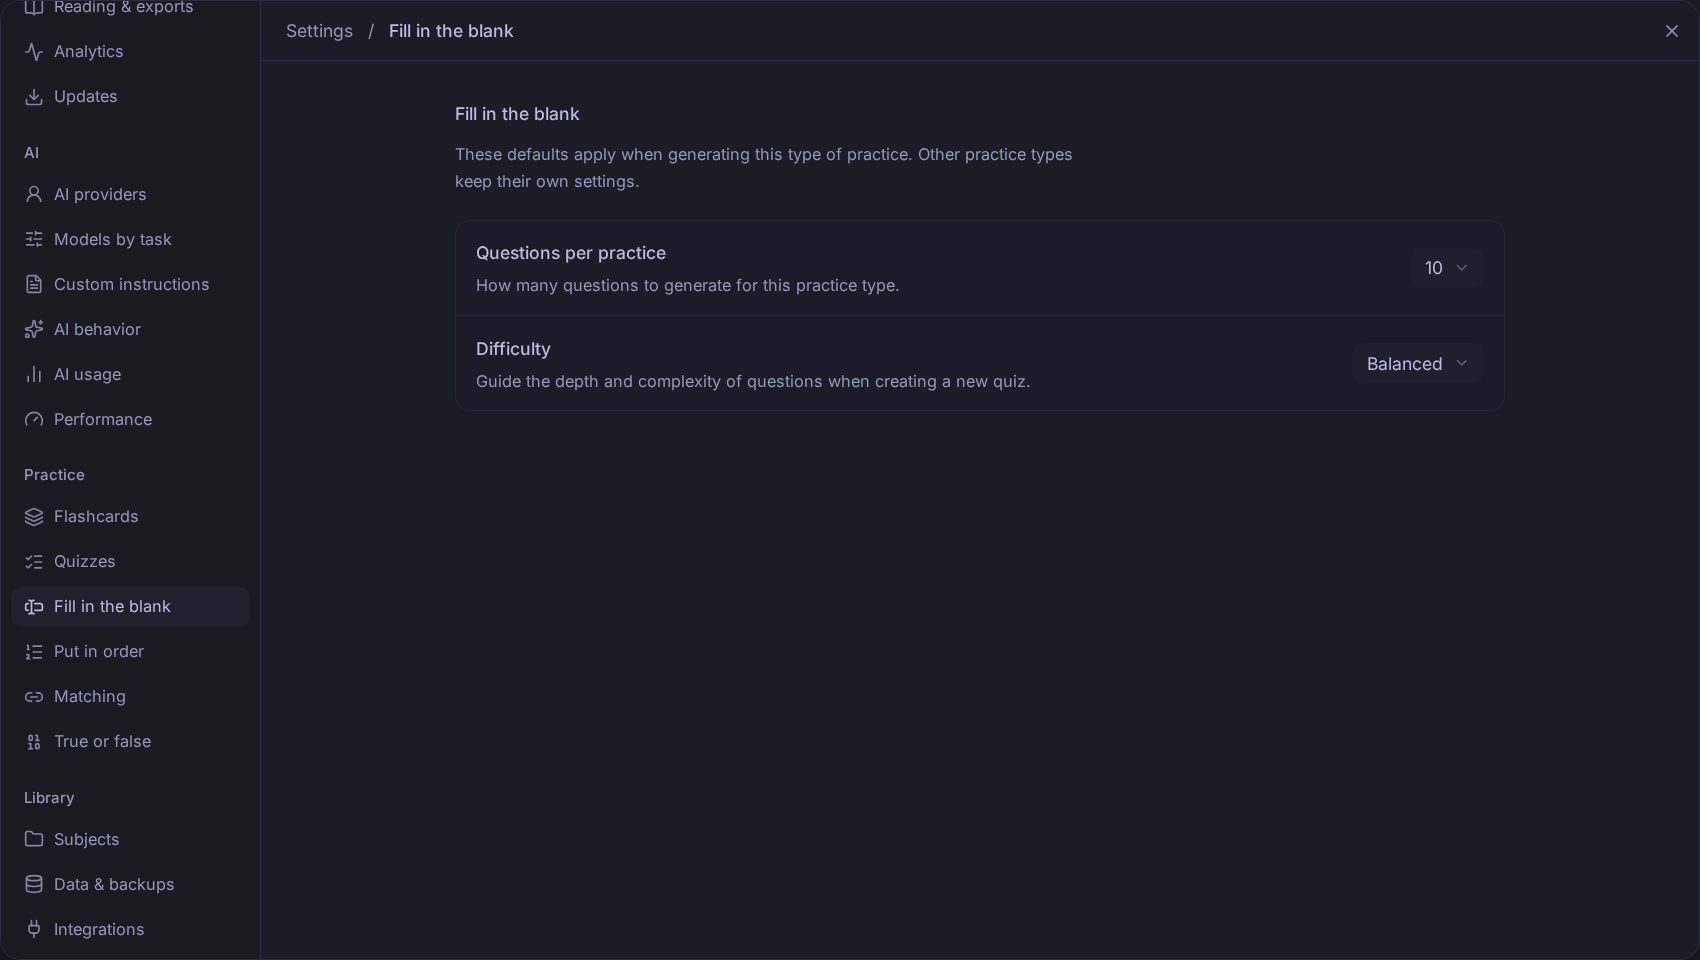 Reading & exports
Analytics
Updates
AI
AI providers
Models by task
Custom instructions
AI behavior
AI usage
Performance
Practice
Flashcards
Quizzes
Fill in the blank
Put in order
Matching
True or false
Library
Subjects
Data & backups
Integrations
Settings / Fill in the blank
Fill in the blank
These defaults apply when generating this type of practice. Other practice types
keep their own settings.
Questions per practice
How many questions to generate for this practice type.
10
Difficulty
Guide the depth and complexity of questions when creating a new quiz.
Balanced